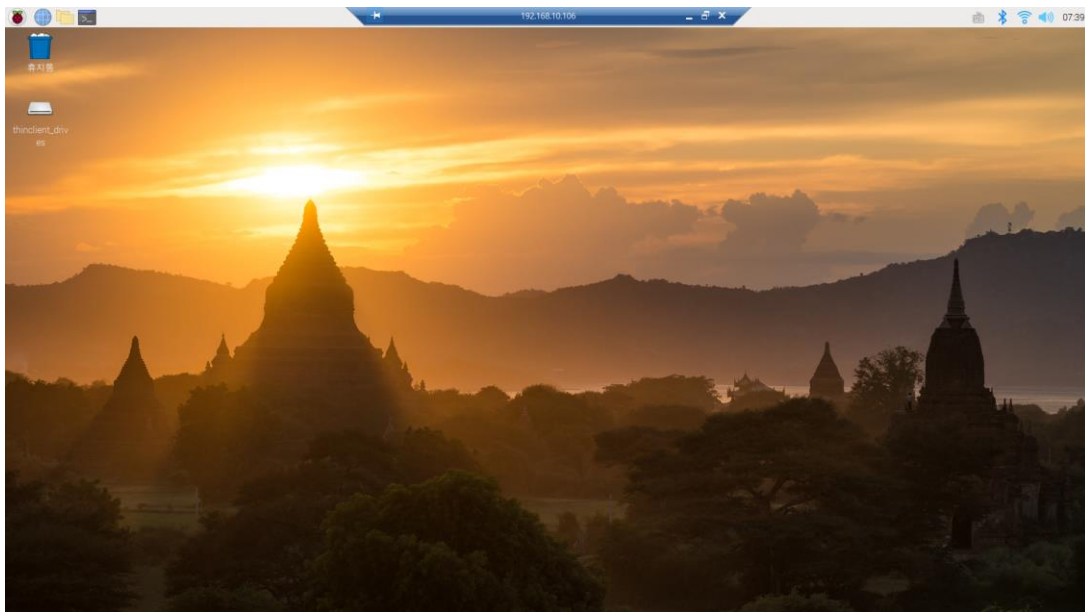 192.168.10.106
07:39
휴지통
thinclient_driv
es